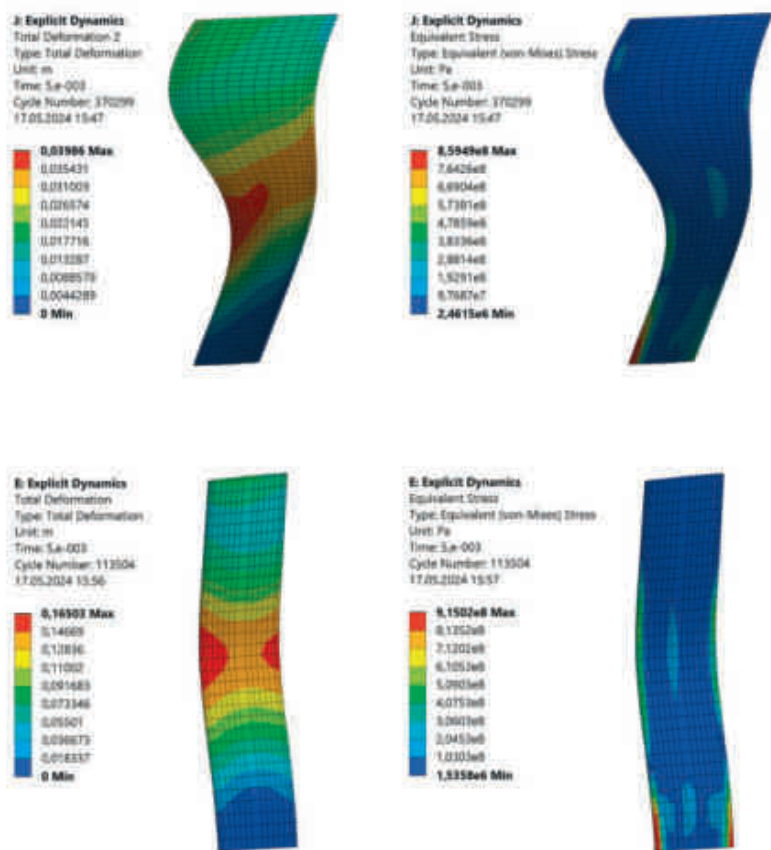 J: Explicit Dynamics
Total Deformation 2
Type: Total Deformation
Unit: m
Time: 5,e-003
Cycle Number: 370299
17.05.2024 15:47
0,03986 Max
0,035431
0,031003
0,026574
0,022145
0,017716
0,013287
0,0088579
0,0044289
0 Min
J: Explicit Dynamics
Equivalent Stress
Type: Equivalent (von-Mises) Stress
Unit: Pa
Time: 5,e-003
Cycle Number: 370299
17.05.2024 15:47
8,5949e8 Max
7,6426e8
6,6904e8
5,7381e8
4,7859e8
3,8336e8
2,8814e8
1,9291e8
9,7687e7
2,4615e6 Min
E: Explicit Dynamics
Total Deformation
Type: Total Deformation
Unit: m
Time: 5,e-003
Cycle Number: 113504
17.05.2024 15:56
0,16503 Max
0,14669
0,12836
0,11002
0,091683
0,073346
0,05501
0,036673
0,018337
0 Min
E: Explicit Dynamics
Equivalent Stress
Type: Equivalent (von-Mises) Stress
Unit: Pa
Time: 5,e-003
Cycle Number: 113504
17.05.2024 15:57
9,1502e8 Max
8,1352e8
7,1202e8
6,1052e8
5,0903e8
4,0753e8
3,0603e8
2,0453e8
1,0303e8
1,5358e6 Min